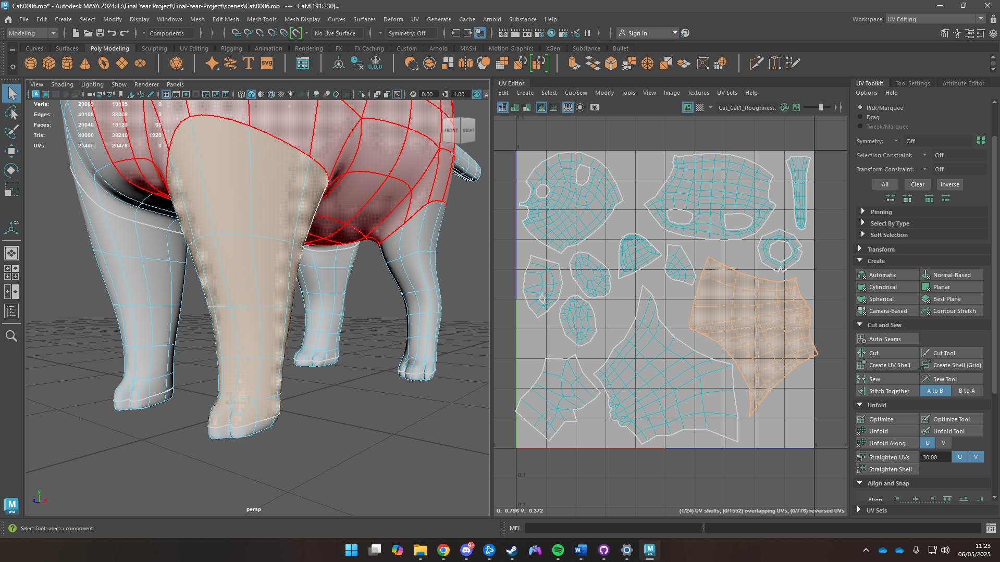 Cat.0006.mb* - Autodesk MAYA 2024: E:\Final Year Project\Final-Year-Project\scenes\Cat.0006.mb --- Cat.f[191:230]...
File Edit Create Select Modify Display Windows Mesh Edit Mesh Mesh Tools Mesh Display Curves Surfaces Deform UV Generate Cache Arnold Substance Help
Workspace: UV Editing
Modeling
Components
No Live Surface
Symmetry: Off
Sign In
Curves Surfaces Poly Modeling Sculpting UV Editing Rigging Animation Rendering FX FX Caching Custom Arnold MASH Motion Graphics XGen Substance Bullet
View Shading Lighting Show Renderer Panels
0.00 1.00
Verts: 20069 19185 0
Edges: 40108 38308 0
Faces: 20040 19120 60
Tris: 40000 38240 1920
UVs: 21400 20476 0
FRONT RIGHT
persp
UV Editor
Edit Create Select Cut/Sew Modify Tools View Image Textures UV Sets Help
Cat_Cat1_Roughness.
1.1
1
-0.1
-0.2
U: 0.796 V: 0.372
(1/24) UV shells, (0/1552) overlapping UVs, (0/776) reversed UVs
UV Toolkit Tool Settings Attribute Editor
Options Help
Pick/Marquee
Drag
Tweak/Marquee
Symmetry: Off
Selection Constraint: Off
Transform Constraint: Off
All Clear Inverse
Pinning
Select By Type
Soft Selection
Transform
Create
Automatic Normal-Based
Cylindrical Planar
Spherical Best Plane
Camera-Based Contour Stretch
Cut and Sew
Auto-Seams
Cut Cut Tool
Create UV Shell Create Shell (Grid)
Sew Sew Tool
Stitch Together A to B B to A
Unfold
Optimize Optimize Tool
Unfold Unfold Tool
Unfold Along U V
Straighten UVs 30.00 U V
Straighten Shell
Align and Snap
Align
UV Sets
Select Tool: select a component
MEL
11:23
06/05/2025